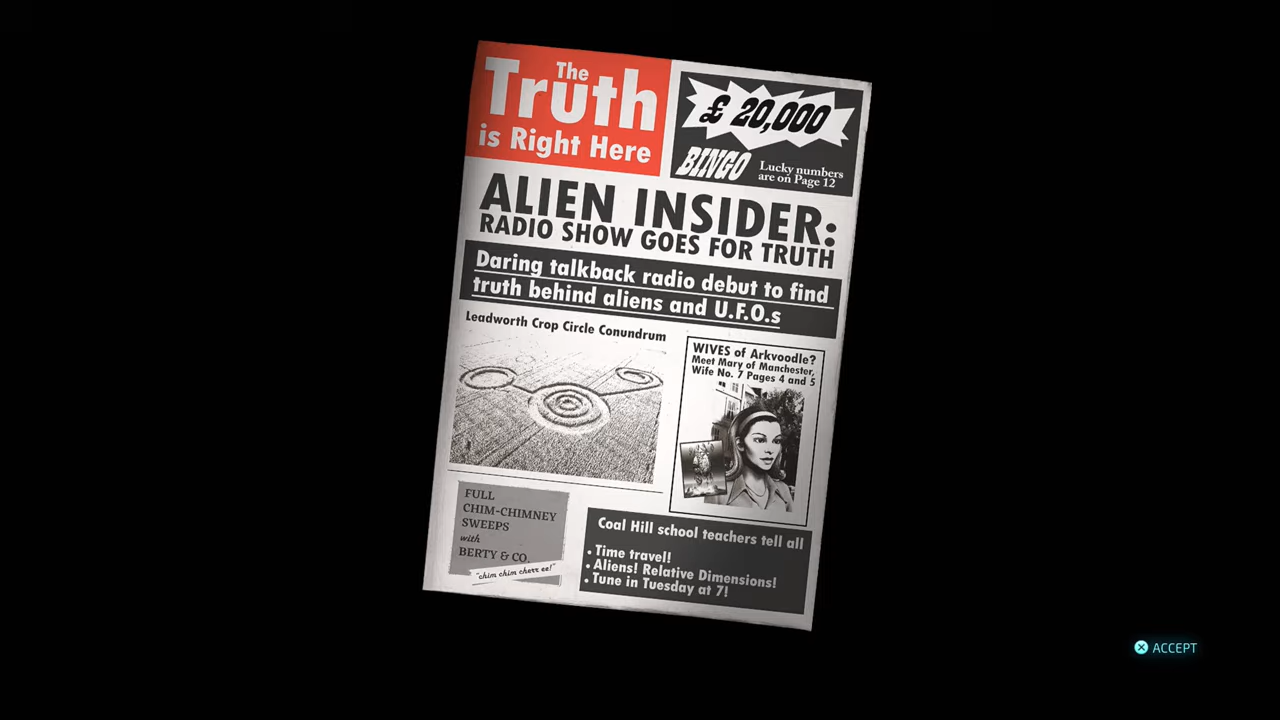 The
Truth
is Right Here
£ 20,000
BINGO
Lucky numbers
are on Page 12
ALIEN INSIDER:
RADIO SHOW GOES FOR TRUTH
Daring talkback radio debut to find
truth behind aliens and U.F.O.s
Leadworth Crop Circle Conundrum
WIVES of Arkvoodle?
Meet Mary of Manchester,
Wife No. 7 Pages 4 and 5
FULL
CHIM-CHIMNEY
SWEEPS
with
BERTY & CO.
"chim chim cherr ee!"
Coal Hill school teachers tell all
• Time travel!
• Aliens! Relative Dimensions!
• Tune in Tuesday at 7!
ACCEPT